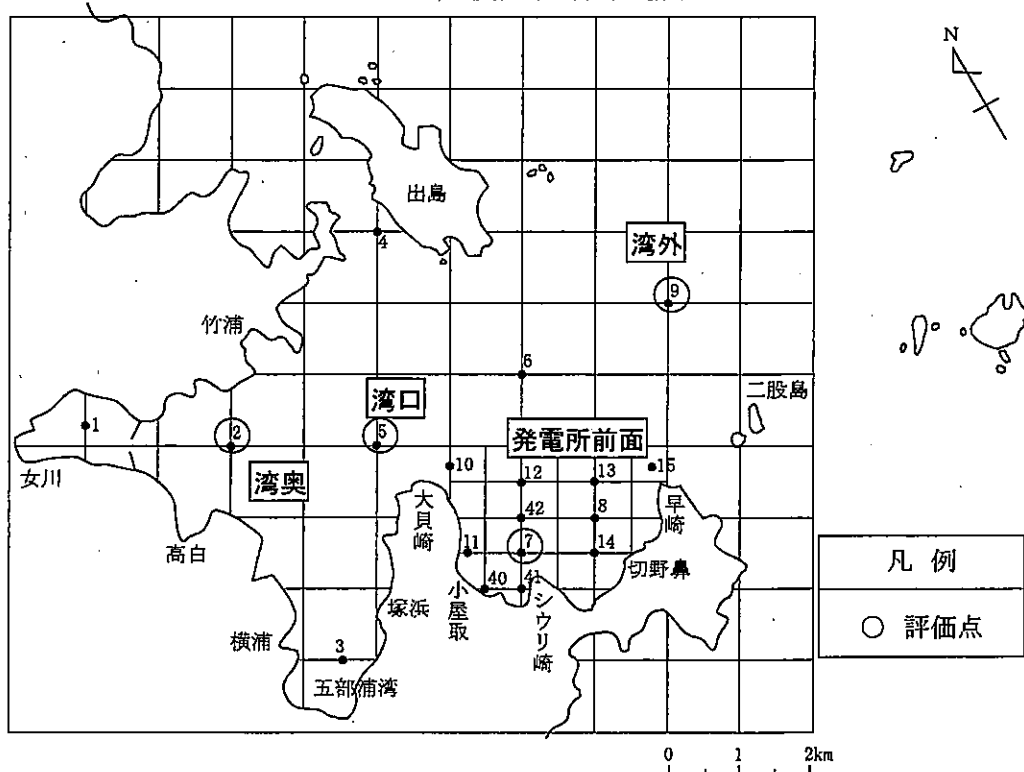 N
出島
湾外
4
9
竹浦
6
二股島
湾口
発電所前面
1
2
5
10
12
13
15
女川
湾奥
大貝崎
42
8
早崎
高白
11
7
14
切野鼻
凡 例
40
41
小屋取
シウリ崎
塚浜
○ 評価点
横浦
3
五部浦湾
0 1 2km